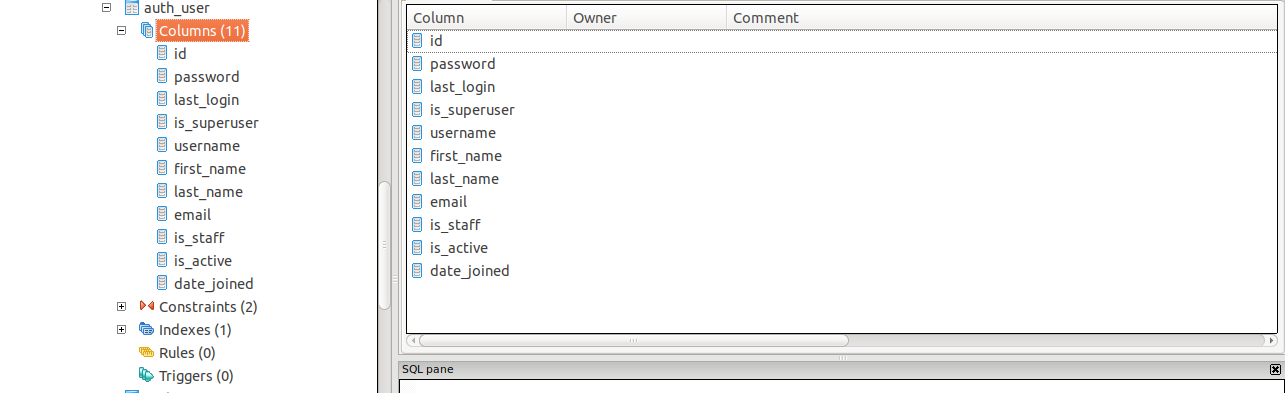 auth_user
Columns (11)
id
password
last_login
is_superuser
username
first_name
last_name
email
is_staff
is_active
date_joined
Constraints (2)
Indexes (1)
Rules (0)
Triggers (0)
Column Owner Comment
id
password
last_login
is_superuser
username
first_name
last_name
email
is_staff
is_active
date_joined
SQL pane